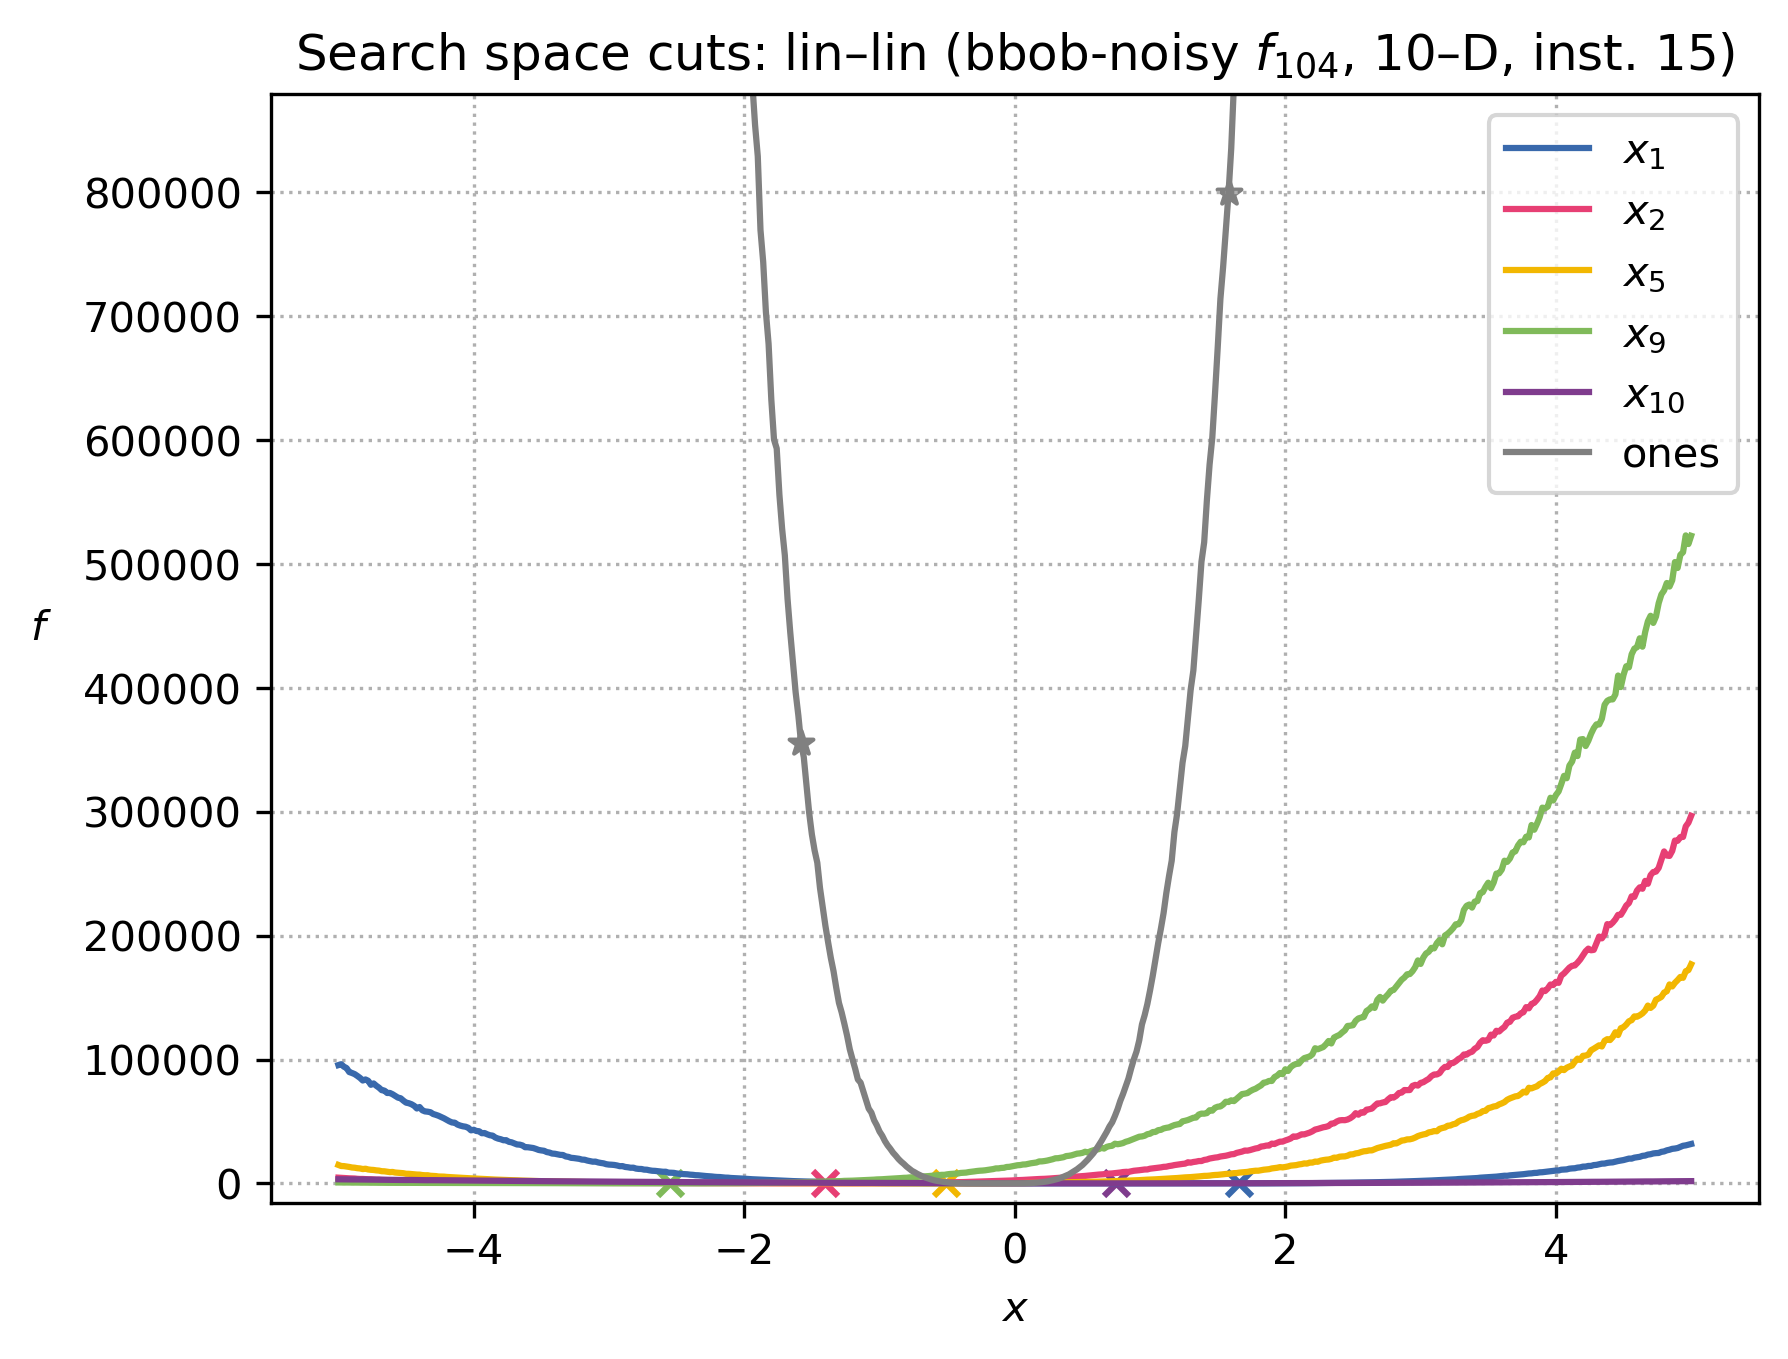 Search space cuts: lin–lin (bbob-noisy f₁₀₄, 10–D, inst. 15)
x₁
x₂
x₅
x₉
x₁₀
ones
800000
700000
600000
500000
400000
300000
200000
100000
0
f
−4
−2
0
2
4
x